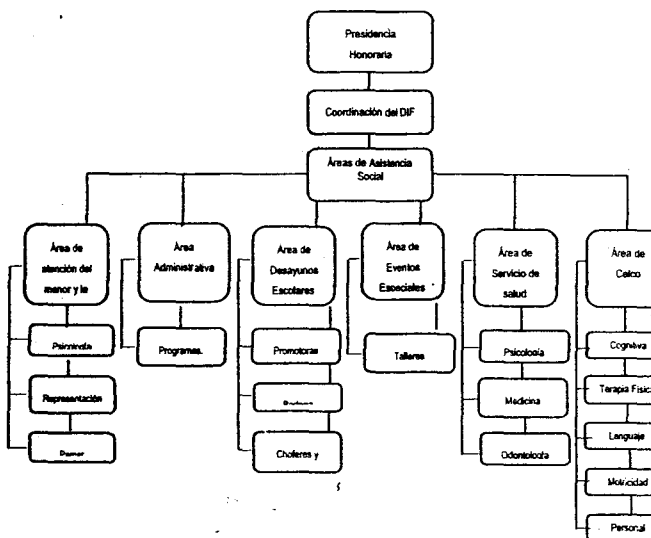 Presidencia
Honoraria
Coordinación del DIF
Áreas de Asistencia
Social
Área de
atención del
menor y la
Área
Administrativa
Área de
Desayunos
Escolares
Área de
Eventos
Especiales
Área de
Servicio de
salud
Área de
Psicología
Programas.
Promotoras
Talleres
Psicología
Cognitiva
Representación
Medicina
Terapia Física
Choferes y
Odontología
Lenguaje
Motricidad
Personal